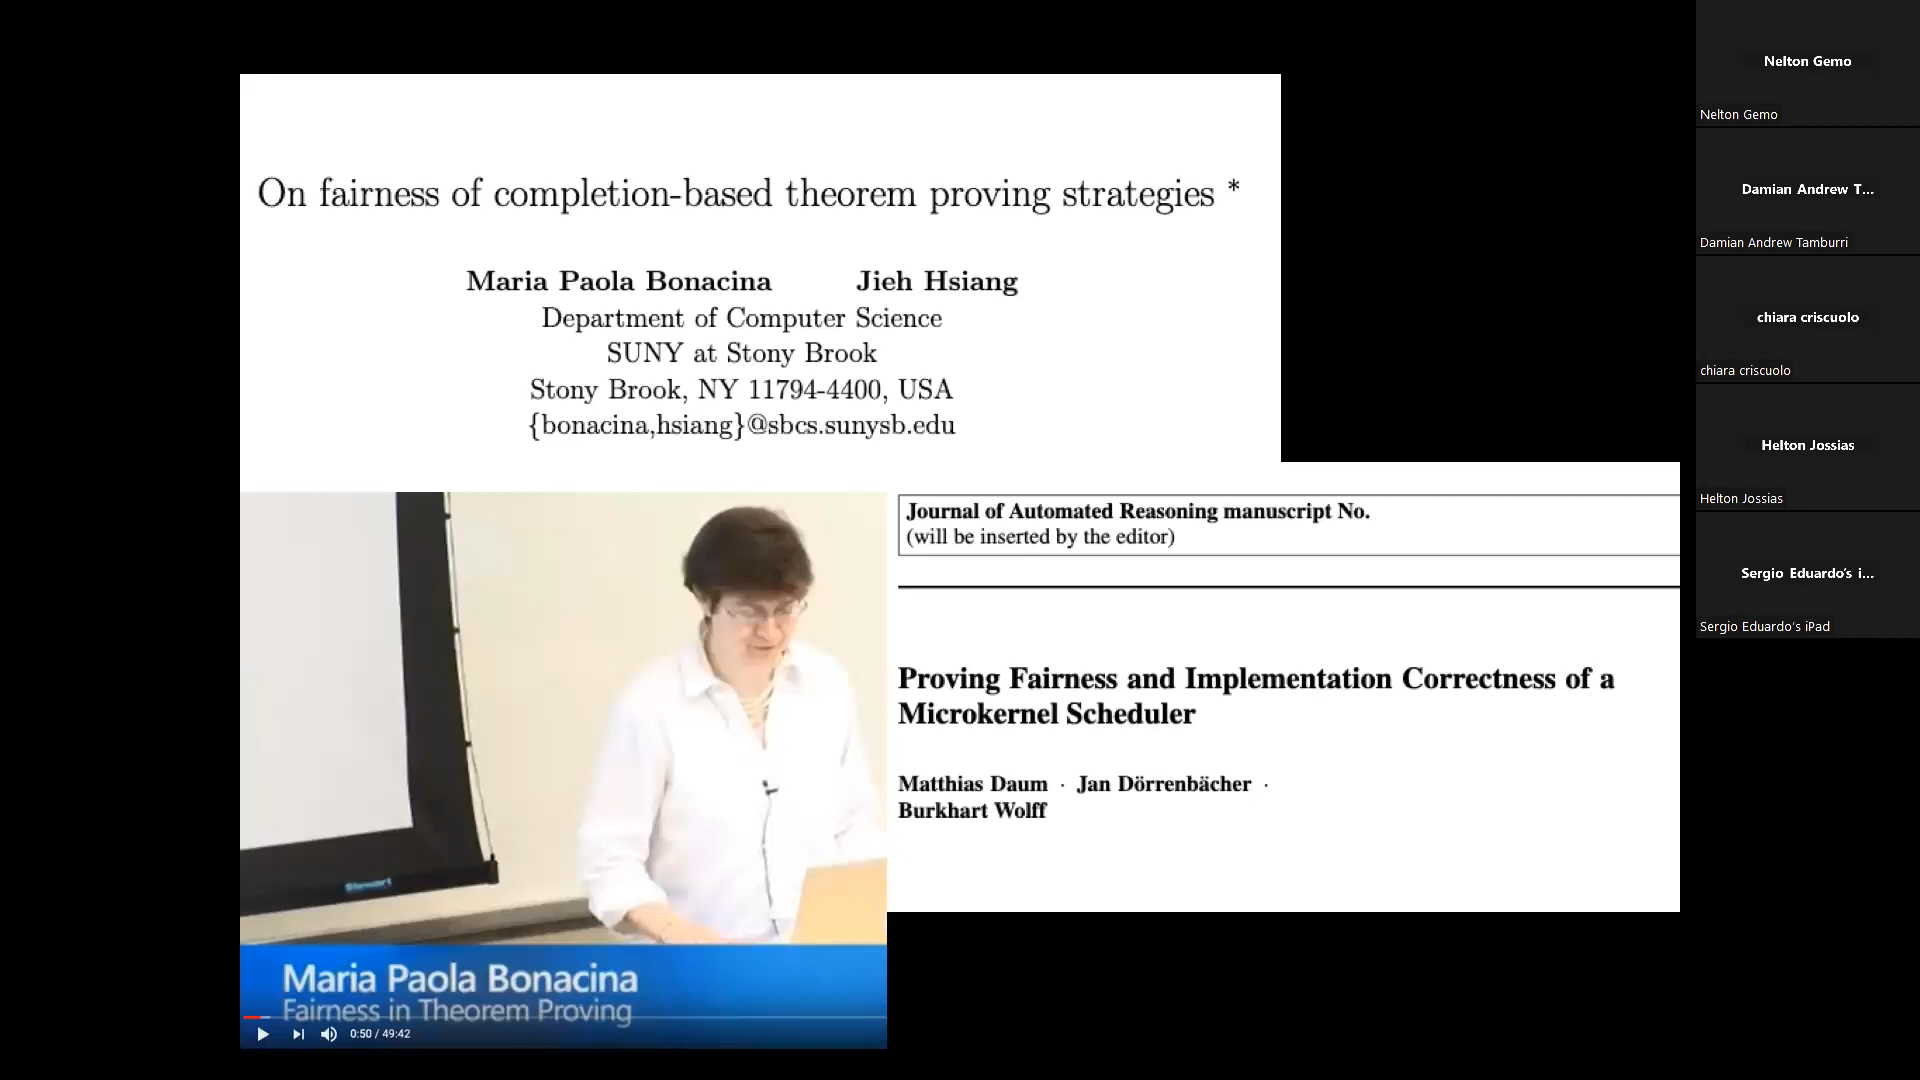 On fairness of completion-based theorem proving strategies *
Maria Paola Bonacina Jieh Hsiang
Department of Computer Science
SUNY at Stony Brook
Stony Brook, NY 11794-4400, USA
{bonacina,hsiang}@sbcs.sunysb.edu
Journal of Automated Reasoning manuscript No.
(will be inserted by the editor)
Proving Fairness and Implementation Correctness of a
Microkernel Scheduler
Matthias Daum · Jan Dörrenbächer ·
Burkhart Wolff
Stewart
Maria Paola Bonacina
Fairness in Theorem Proving
0:50 / 49:42
Nelton Gemo
Nelton Gemo
Damian Andrew T...
Damian Andrew Tamburri
chiara criscuolo
chiara criscuolo
Helton Jossias
Helton Jossias
Sergio Eduardo's i...
Sergio Eduardo's iPad